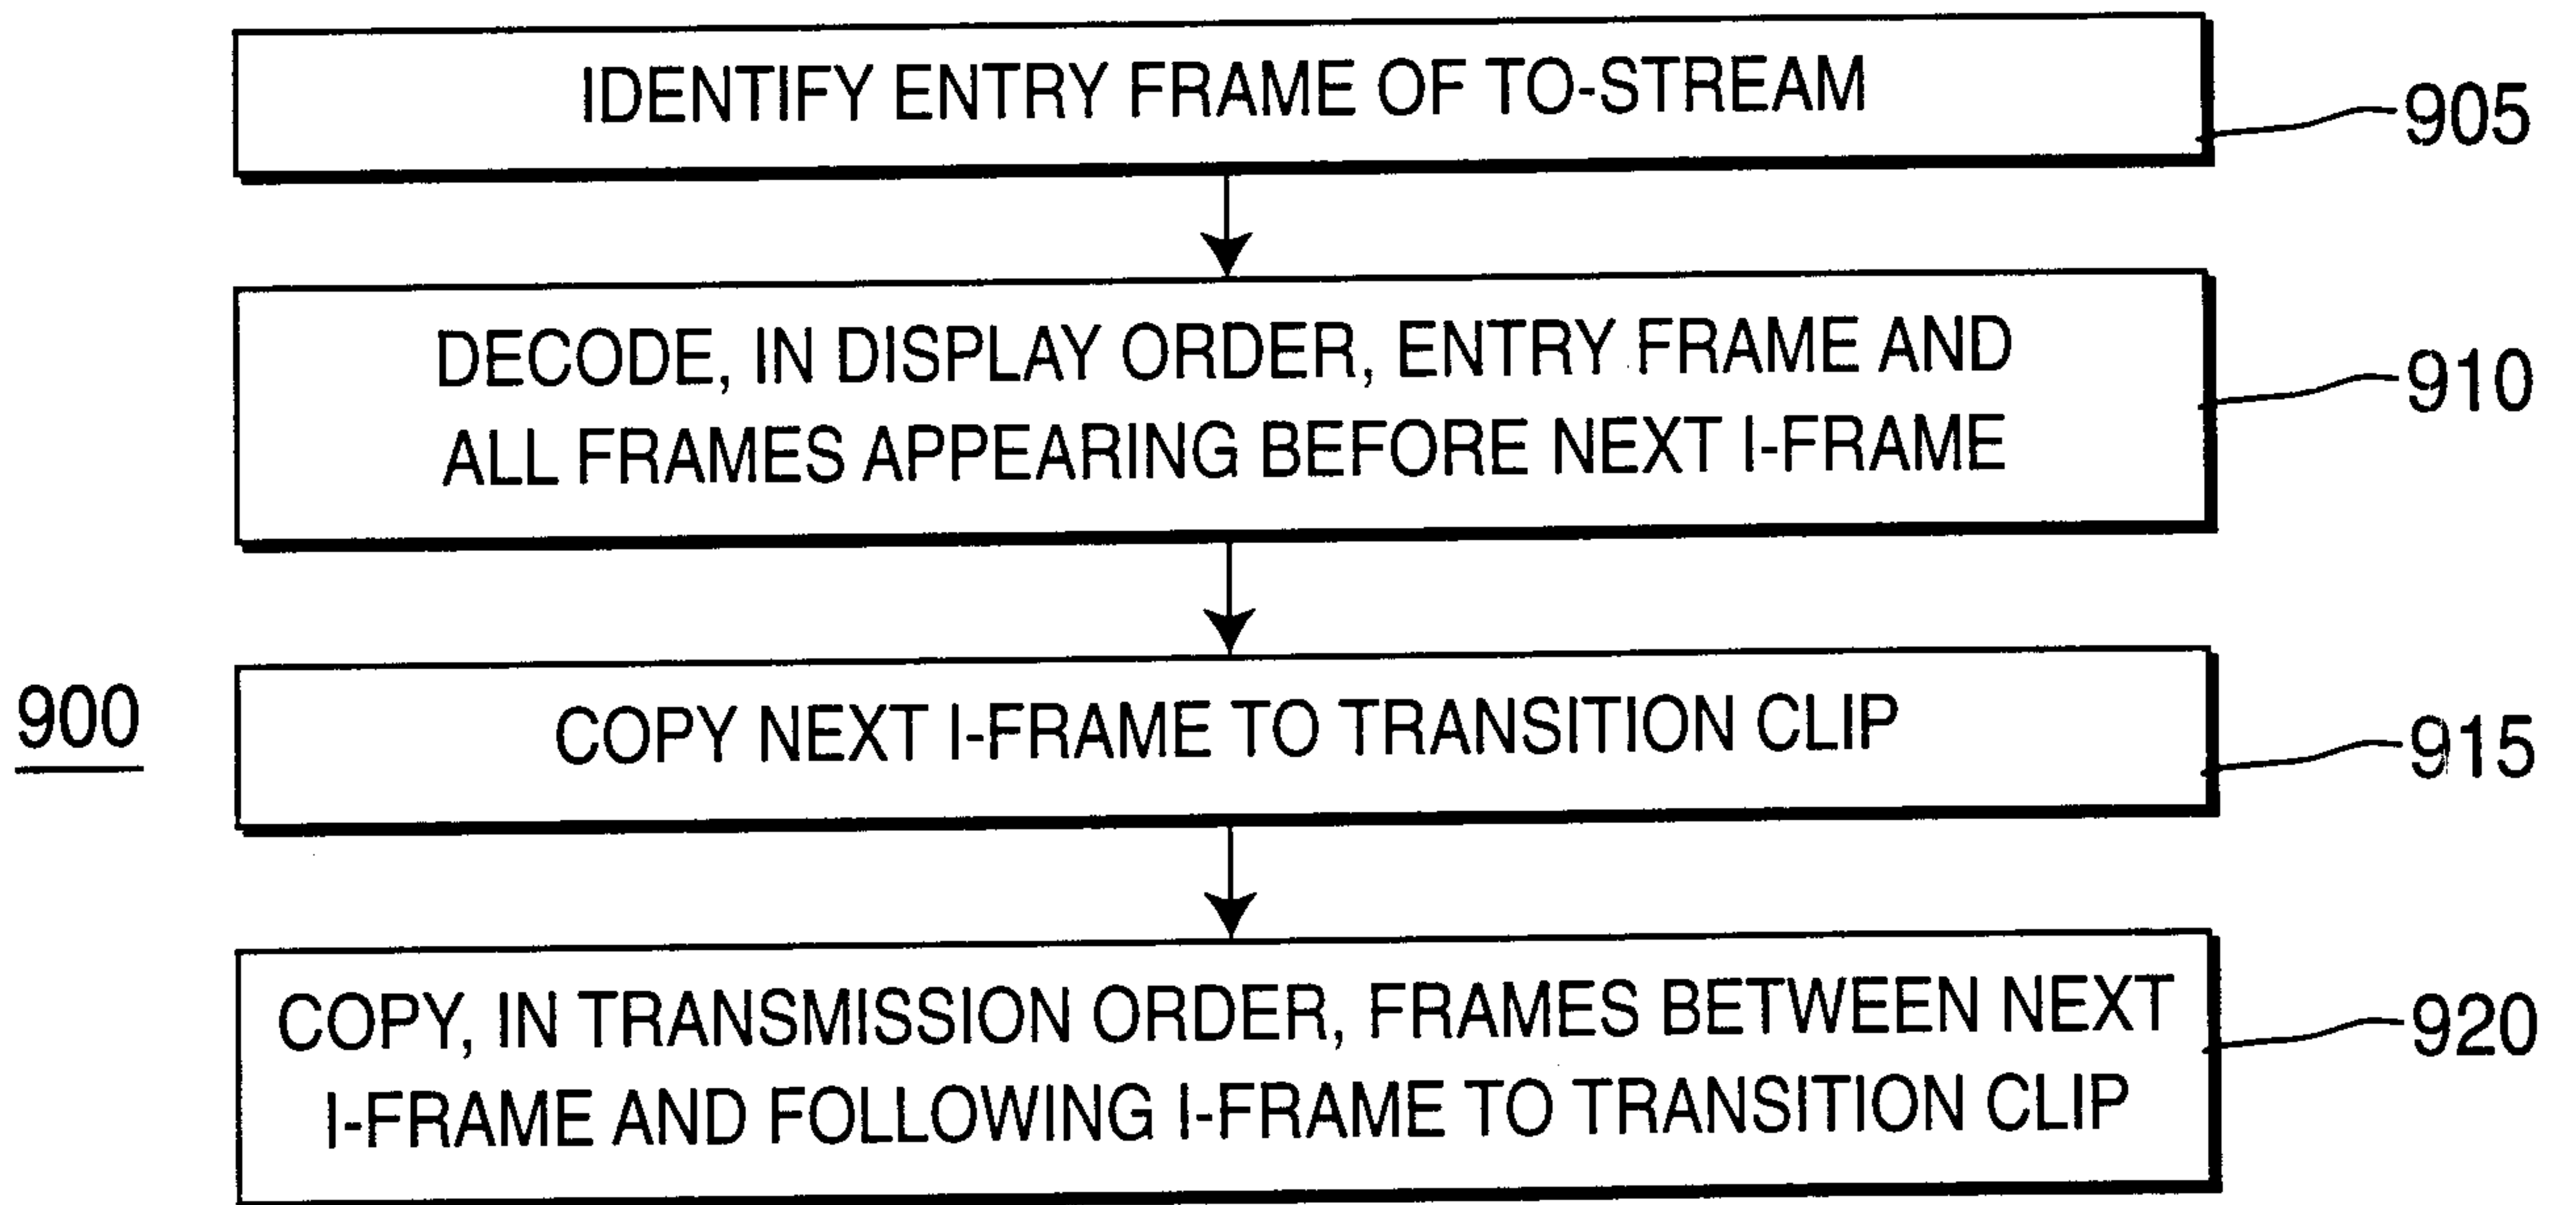 IDENTIFY ENTRY FRAME OF TO-STREAM
905
DECODE, IN DISPLAY ORDER, ENTRY FRAME AND
ALL FRAMES APPEARING BEFORE NEXT I-FRAME
910
900
COPY NEXT I-FRAME TO TRANSITION CLIP
915
COPY, IN TRANSMISSION ORDER, FRAMES BETWEEN NEXT
I-FRAME AND FOLLOWING I-FRAME TO TRANSITION CLIP
920